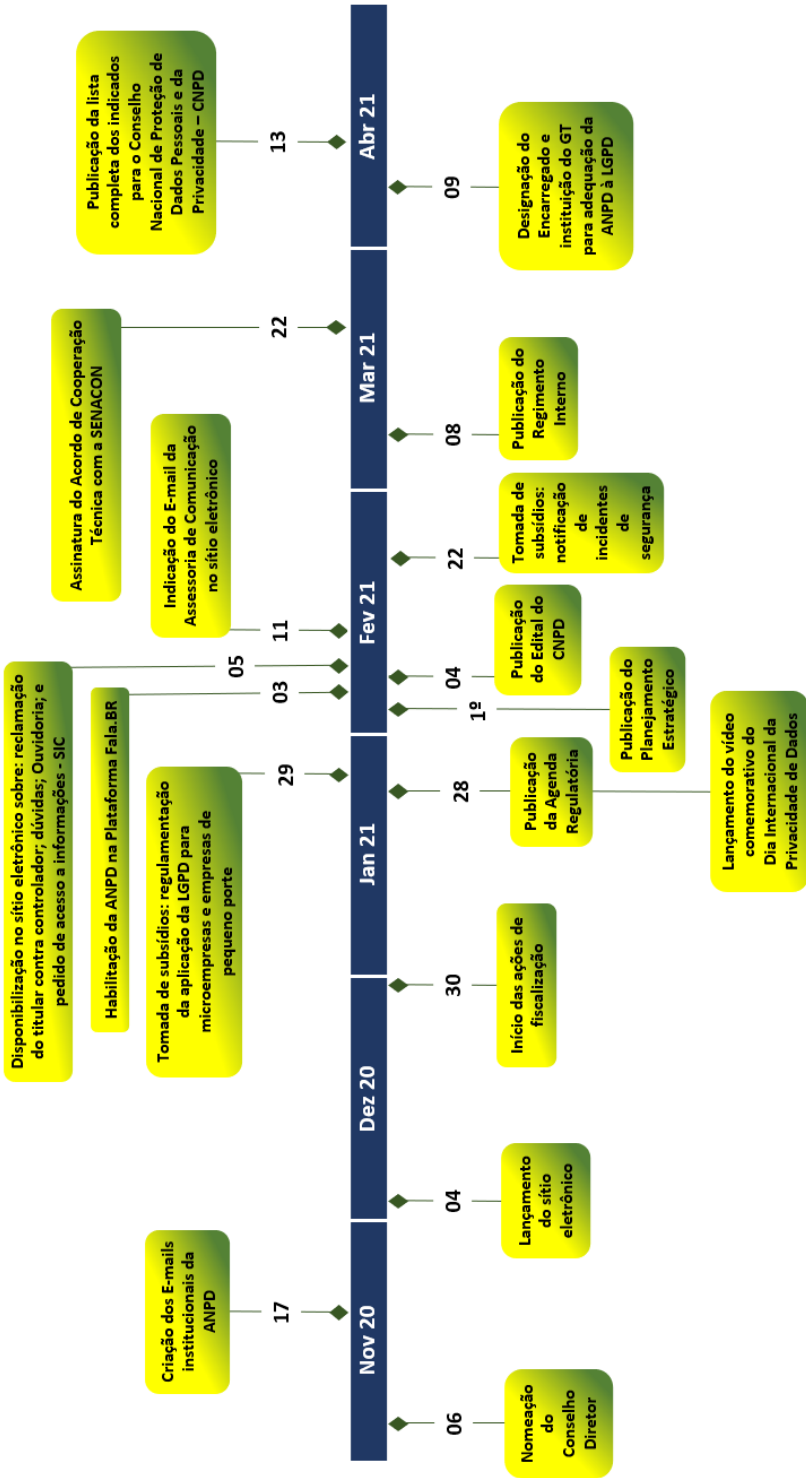 Disponibilização no sítio eletrônico sobre: reclamação
do titular contra controlador; dúvidas; Ouvidoria; e
pedido de acesso a informações - SIC
Habilitação da ANPD na Plataforma Fala.BR
Tomada de subsídios: regulamentação
da aplicação da LGPD para
microempresas e empresas de
pequeno porte
Criação dos E-mails
institucionais da
ANPD
Assinatura do Acordo de Cooperação
Técnica com a SENACON
Indicação do E-mail da
Assessoria de Comunicação
no sítio eletrônico
Publicação da lista
completa dos indicados
para o Conselho
Nacional de Proteção de
Dados Pessoais e da
Privacidade – CNPD
17
29
03
05
11
22
13
Nov 20
Dez 20
Jan 21
Fev 21
Mar 21
Abr 21
06
04
30
28
1º
04
22
08
09
Nomeação
do
Conselho
Diretor
Lançamento
do sítio
eletrônico
Início das ações de
fiscalização
Publicação
da Agenda
Regulatória
Lançamento do vídeo
comemorativo do
Dia Internacional da
Privacidade de Dados
Publicação do
Planejamento
Estratégico
Publicação
do Edital do
CNPD
Tomada de
subsídios:
notificação
de
incidentes
de
segurança
Publicação do
Regimento
Interno
Designação do
Encarregado e
instituição do GT
para adequação da
ANPD à LGPD